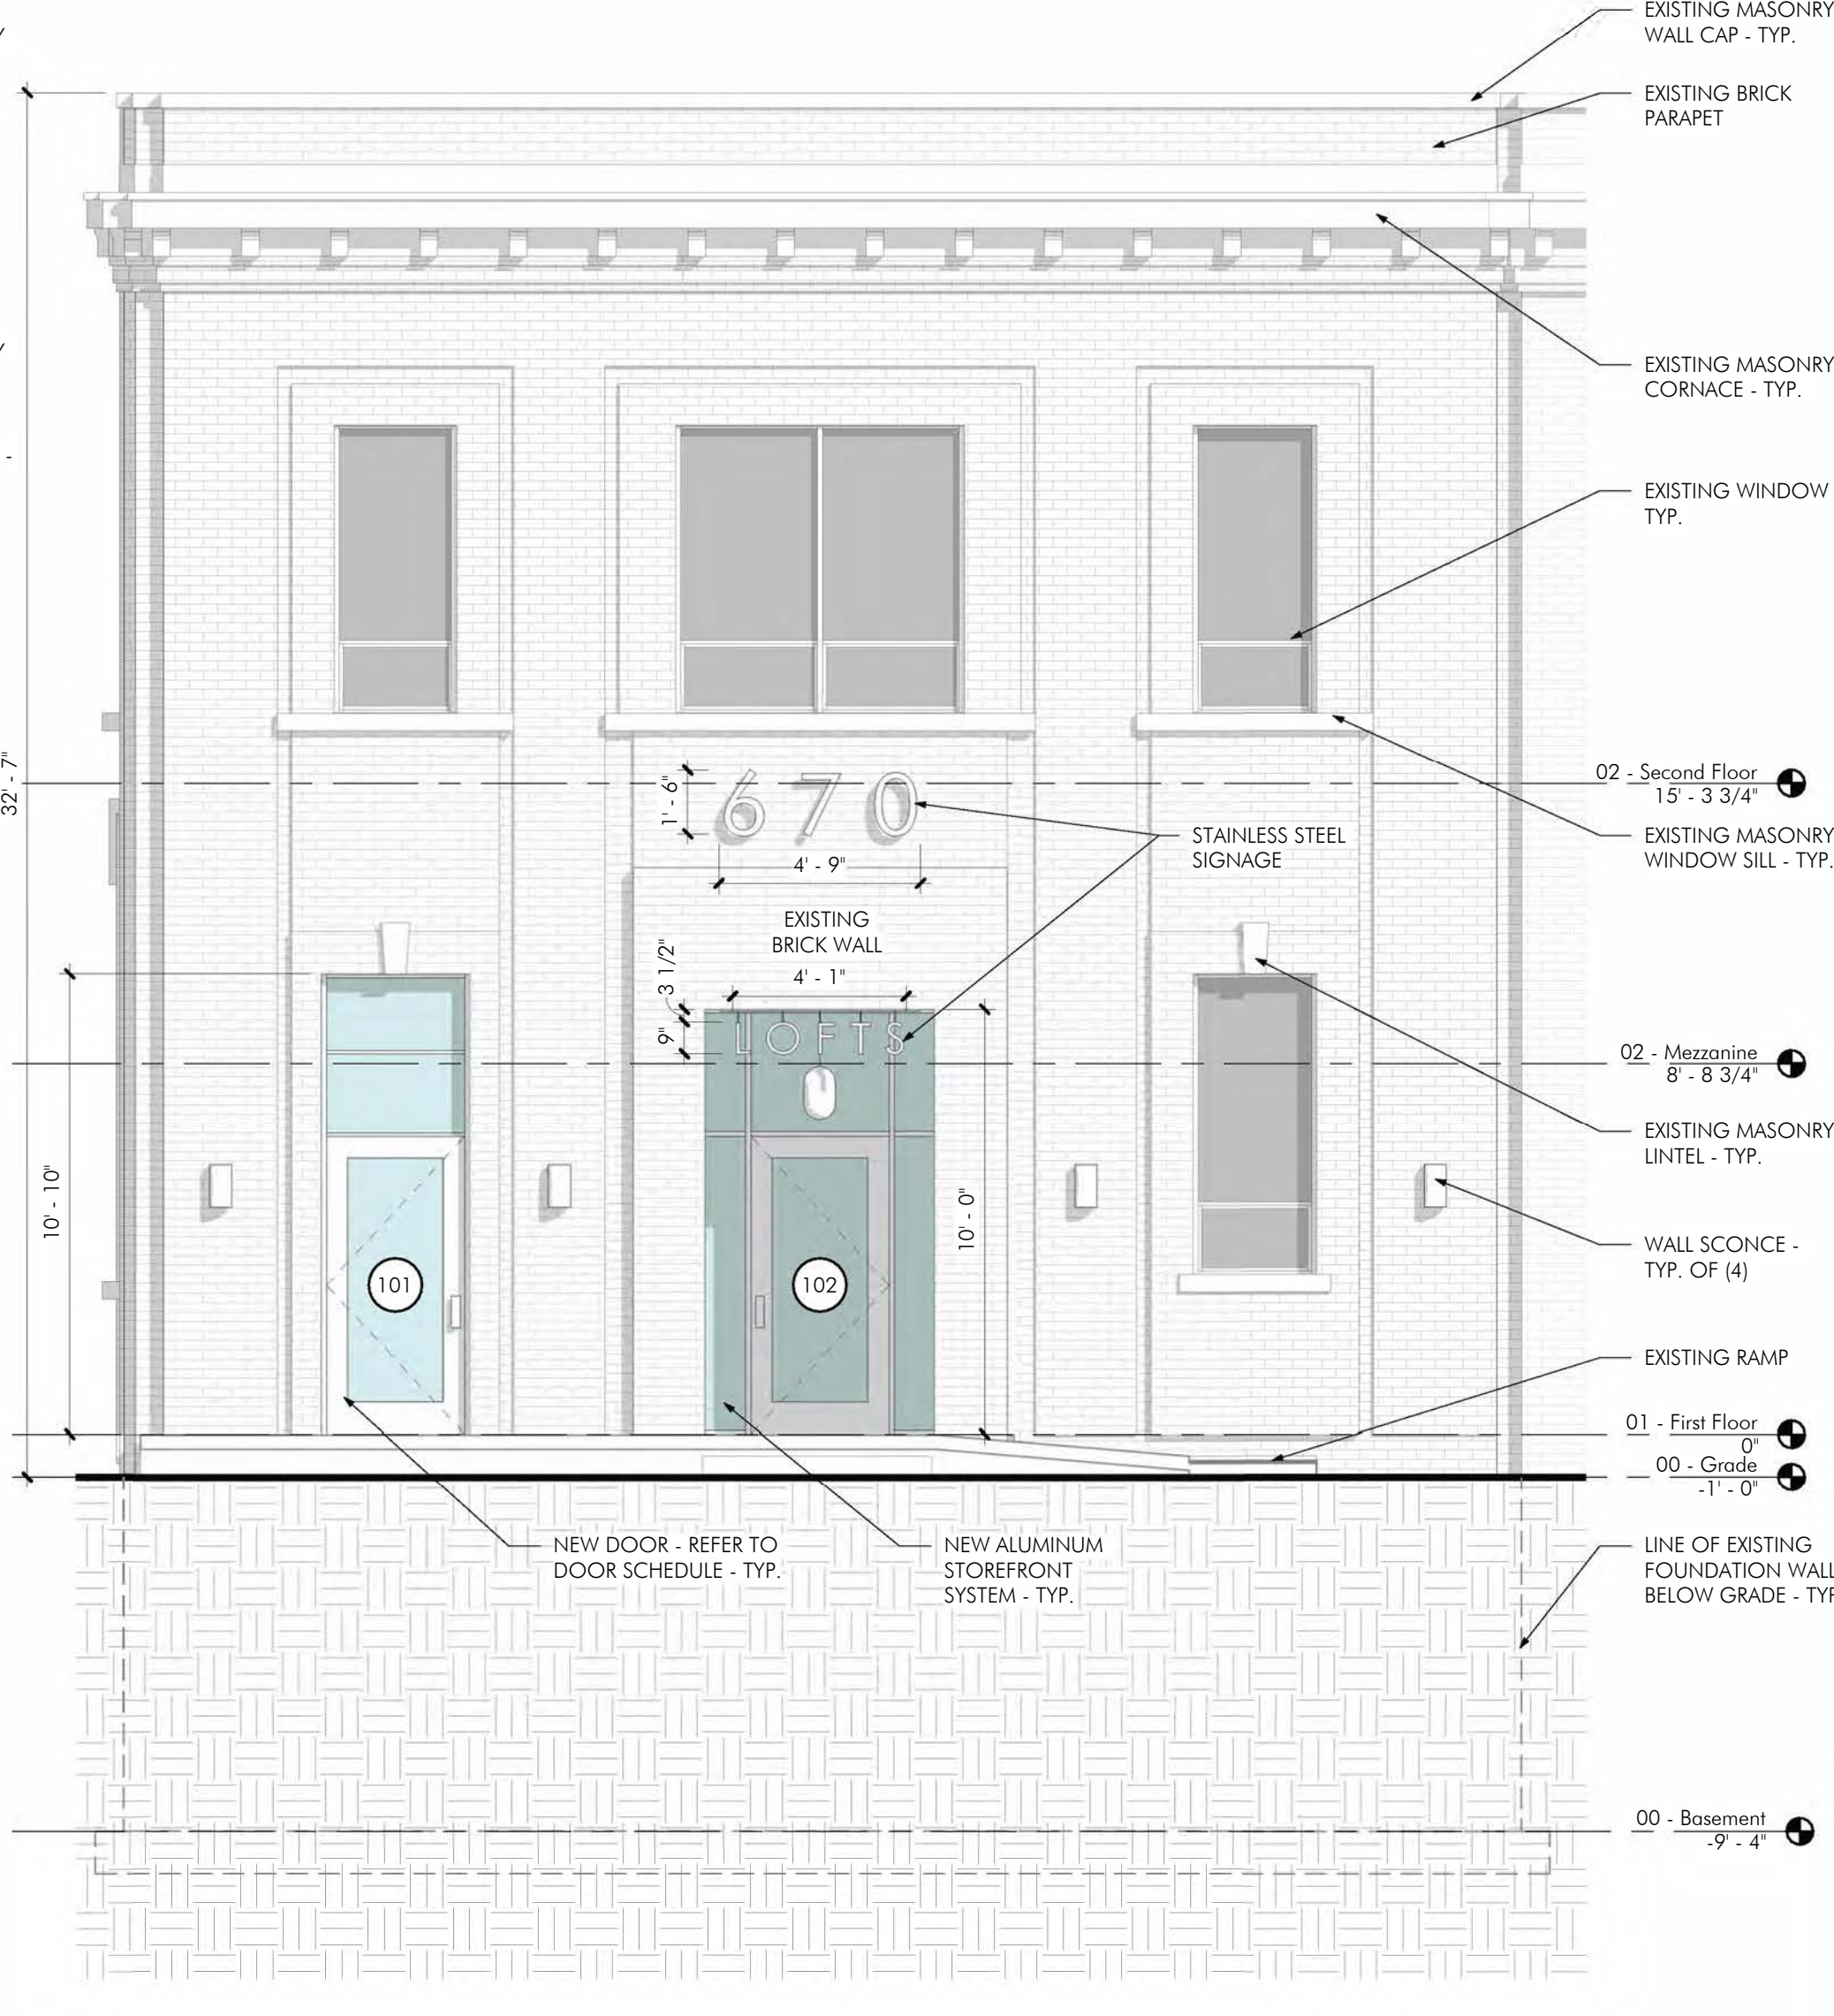 EXISTING MASONRY
WALL CAP - TYP.
EXISTING BRICK
PARAPET
EXISTING MASONRY
CORNACE - TYP.
EXISTING WINDOW
TYP.
32' - 7"
1' - 6"
670
4' - 9"
02 - Second Floor
15' - 3 3/4"
STAINLESS STEEL
SIGNAGE
EXISTING MASONRY
WINDOW SILL - TYP.
EXISTING
BRICK WALL
4' - 1"
3 1/2"
9"
LOFTS
02 - Mezzanine
8' - 8 3/4"
EXISTING MASONRY
LINTEL - TYP.
10' - 10"
10' - 0"
WALL SCONCE -
TYP. OF (4)
101
102
EXISTING RAMP
01 - First Floor
0"
00 - Grade
-1' - 0"
NEW DOOR - REFER TO
DOOR SCHEDULE - TYP.
NEW ALUMINUM
STOREFRONT
SYSTEM - TYP.
LINE OF EXISTING
FOUNDATION WALL
BELOW GRADE - TYP
00 - Basement
-9' - 4"